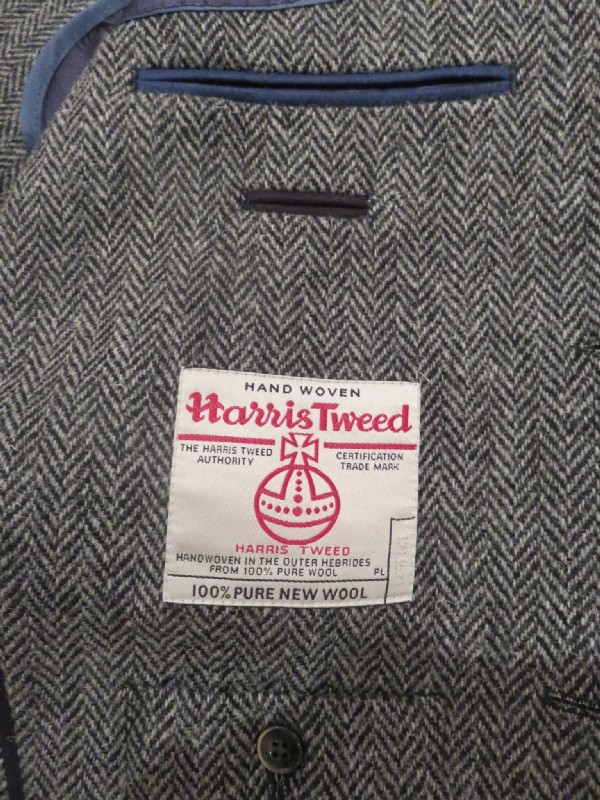 HAND WOVEN
Harris Tweed
THE HARRIS TWEED
AUTHORITY
CERTIFICATION
TRADE MARK
HARRIS TWEED
HANDWOVEN IN THE OUTER HEBRIDES
FROM 100% PURE WOOL
PL
100% PURE NEW WOOL